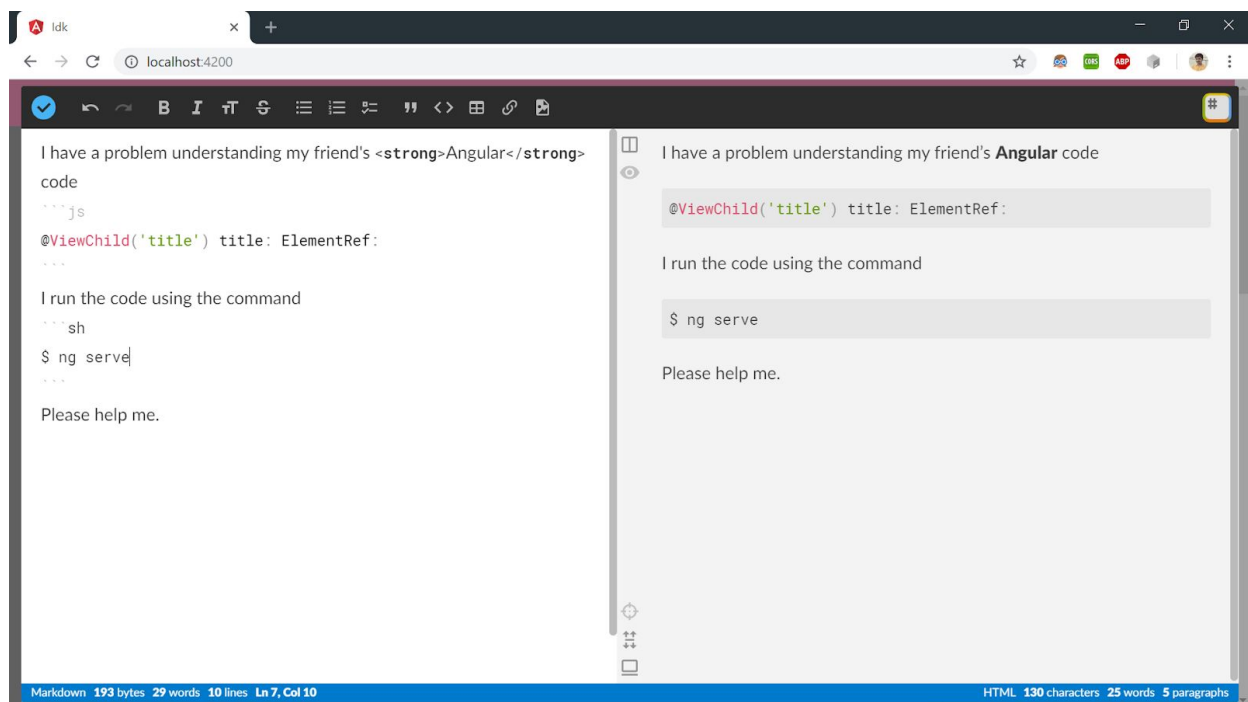 Idk
localhost:4200
CORS
ABP
B I TT S
#
I have a problem understanding my friend's <strong>Angular</strong>
code
```js
@ViewChild('title') title: ElementRef:
```
I run the code using the command
```sh
$ ng serve
```
Please help me.
I have a problem understanding my friend’s Angular code
@ViewChild('title') title: ElementRef:
I run the code using the command
$ ng serve
Please help me.
Markdown 193 bytes 29 words 10 lines Ln 7, Col 10
HTML 130 characters 25 words 5 paragraphs